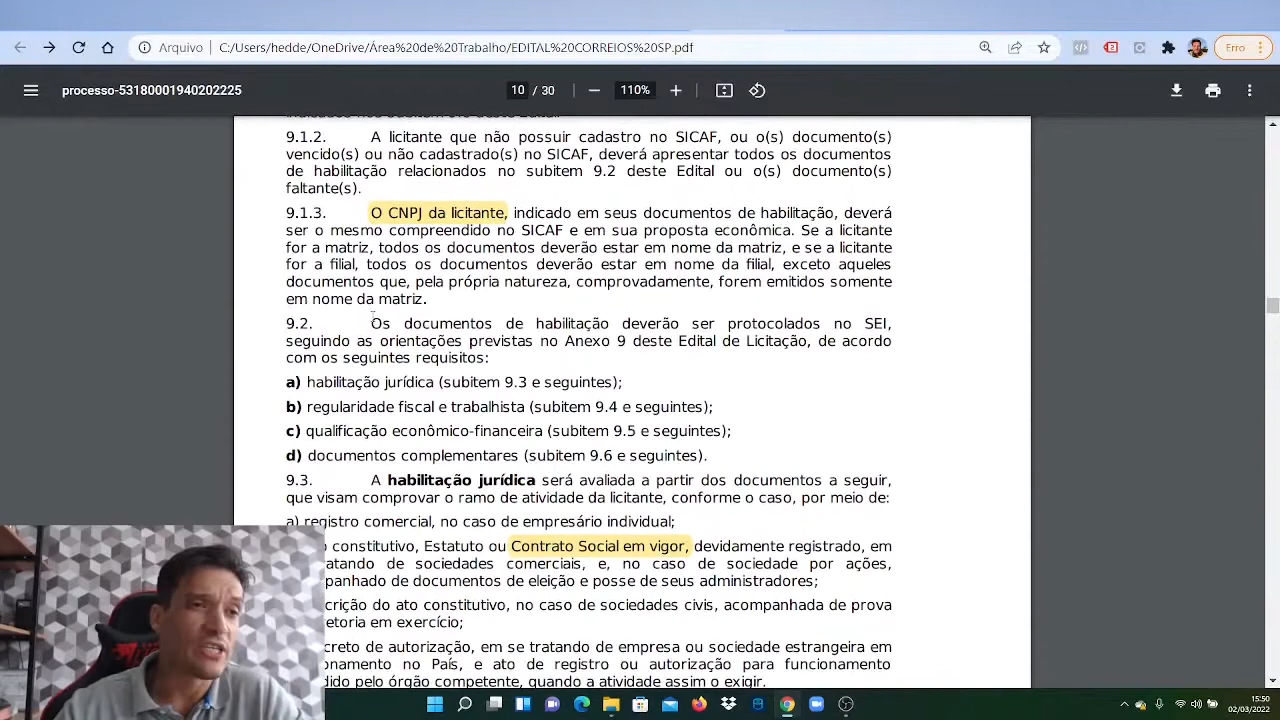 Arquivo
C:/Users/hedde/OneDrive/Área%20de%20Trabalho/EDITAL%20CORREIOS%20SP.pdf
Erro
processo-53180001940202225
10 / 30
110%
9.1.2. A licitante que não possuir cadastro no SICAF, ou o(s) documento(s)
vencido(s) ou não cadastrado(s) no SICAF, deverá apresentar todos os documentos
de habilitação relacionados no subitem 9.2 deste Edital ou o(s) documento(s)
faltante(s).
9.1.3. O CNPJ da licitante, indicado em seus documentos de habilitação, deverá
ser o mesmo compreendido no SICAF e em sua proposta econômica. Se a licitante
for a matriz, todos os documentos deverão estar em nome da matriz, e se a licitante
for a filial, todos os documentos deverão estar em nome da filial, exceto aqueles
documentos que, pela própria natureza, comprovadamente, forem emitidos somente
em nome da matriz.
9.2. Os documentos de habilitação deverão ser protocolados no SEI,
seguindo as orientações previstas no Anexo 9 deste Edital de Licitação, de acordo
com os seguintes requisitos:
a) habilitação jurídica (subitem 9.3 e seguintes);
b) regularidade fiscal e trabalhista (subitem 9.4 e seguintes);
c) qualificação econômico-financeira (subitem 9.5 e seguintes);
d) documentos complementares (subitem 9.6 e seguintes).
9.3. A habilitação jurídica será avaliada a partir dos documentos a seguir,
que visam comprovar o ramo de atividade da licitante, conforme o caso, por meio de:
a) registro comercial, no caso de empresário individual;
constitutivo, Estatuto ou Contrato Social em vigor, devidamente registrado, em
de sociedades comerciais, e, no caso de sociedade por ações,
de documentos de eleição e posse de seus administradores;
do ato constitutivo, no caso de sociedades civis, acompanhada de prova
em exercício;
de autorização, em se tratando de empresa ou sociedade estrangeira em
no País, e ato de registro ou autorização para funcionamento
pelo órgão competente, quando a atividade assim o exigir.
15:50
02/03/2022